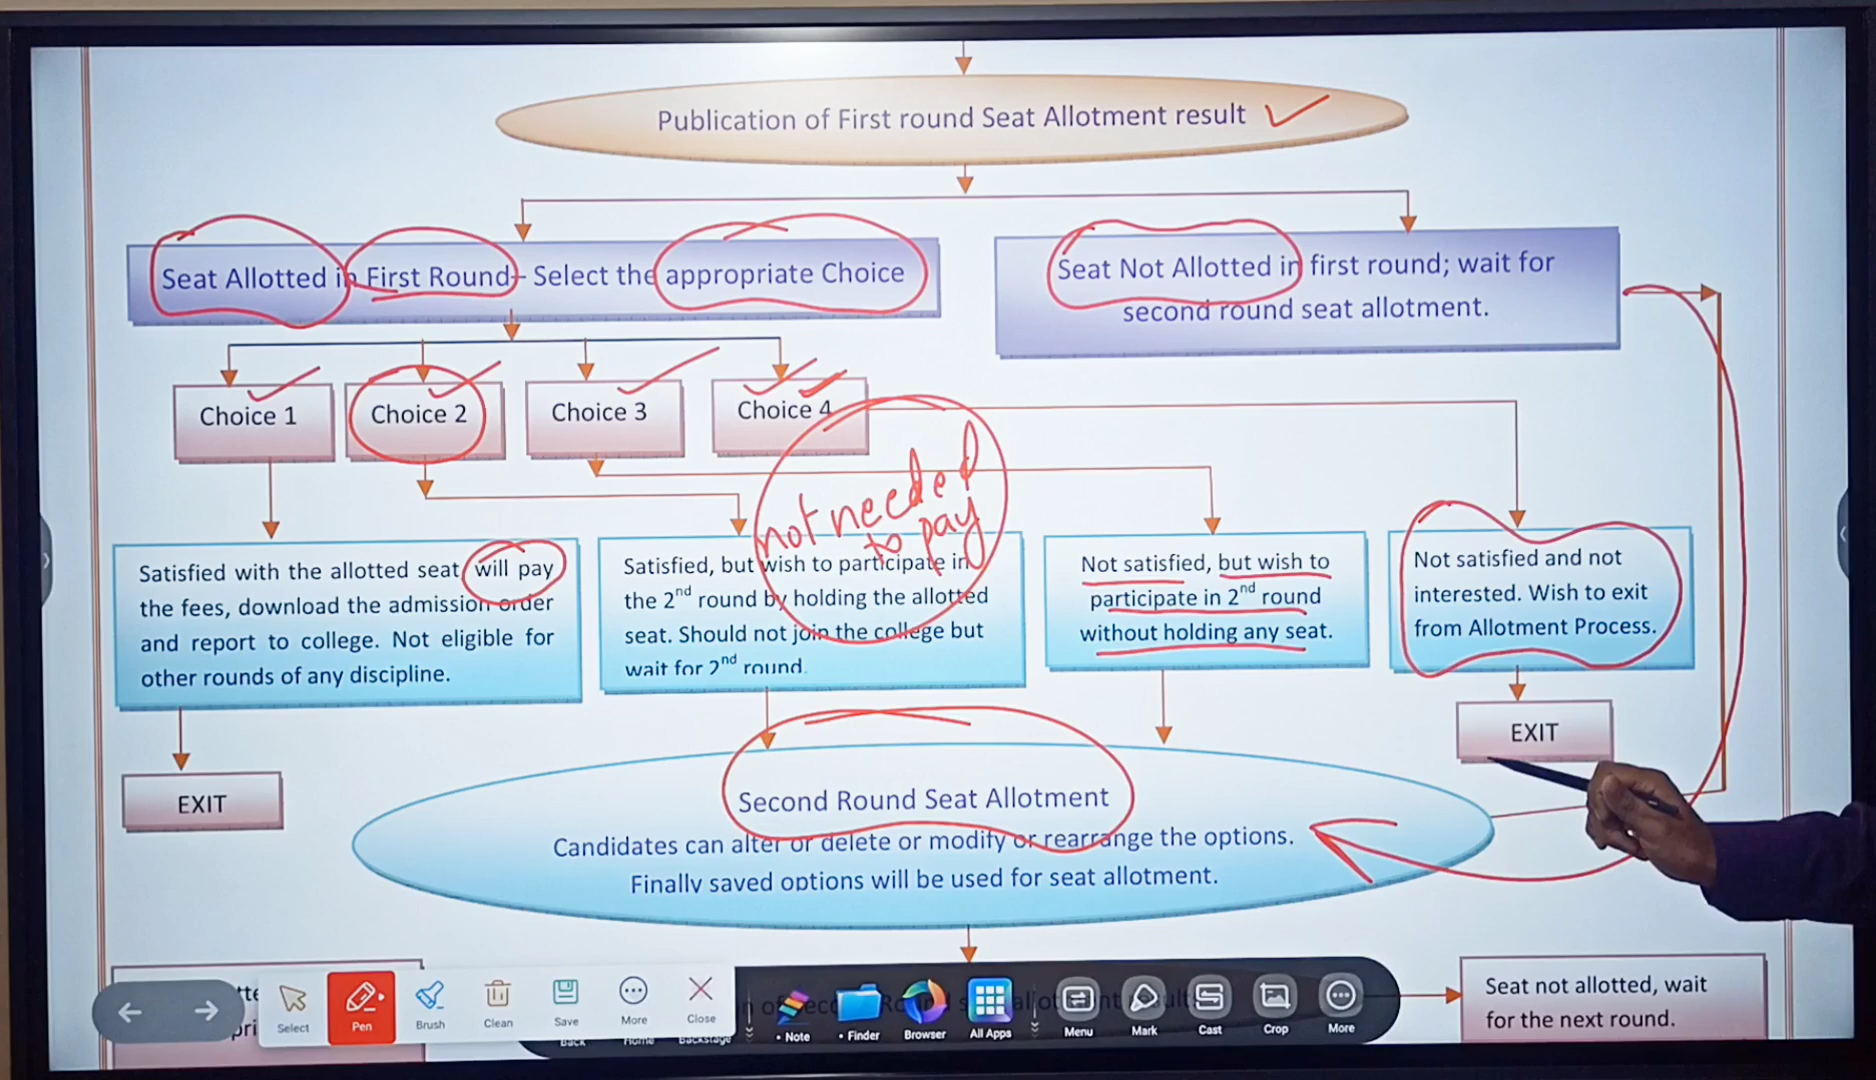 Publication of First round Seat Allotment result
Seat Allotted in First Round- Select the appropriate Choice
Seat Not Allotted in first round; wait for
second round seat allotment.
Choice 1
Choice 2
Choice 3
Choice 4
not needed
to pay
Satisfied with the allotted seat, will pay
the fees, download the admission order
and report to college. Not eligible for
other rounds of any discipline.
Satisfied, but wish to participate in
the 2nd round by holding the allotted
seat. Should not join the college but
wait for 2nd round.
Not satisfied, but wish to
participate in 2nd round
without holding any seat.
Not satisfied and not
interested. Wish to exit
from Allotment Process.
EXIT
EXIT
Second Round Seat Allotment
Candidates can alter or delete or modify or rearrange the options.
Finally saved options will be used for seat allotment.
Seat not allotted, wait
for the next round.
Select
Pen
Brush
Clean
Save
More
Close
Back
Home
Backstage
• Note
• Finder
Browser
All Apps
Menu
Mark
Cast
Crop
More